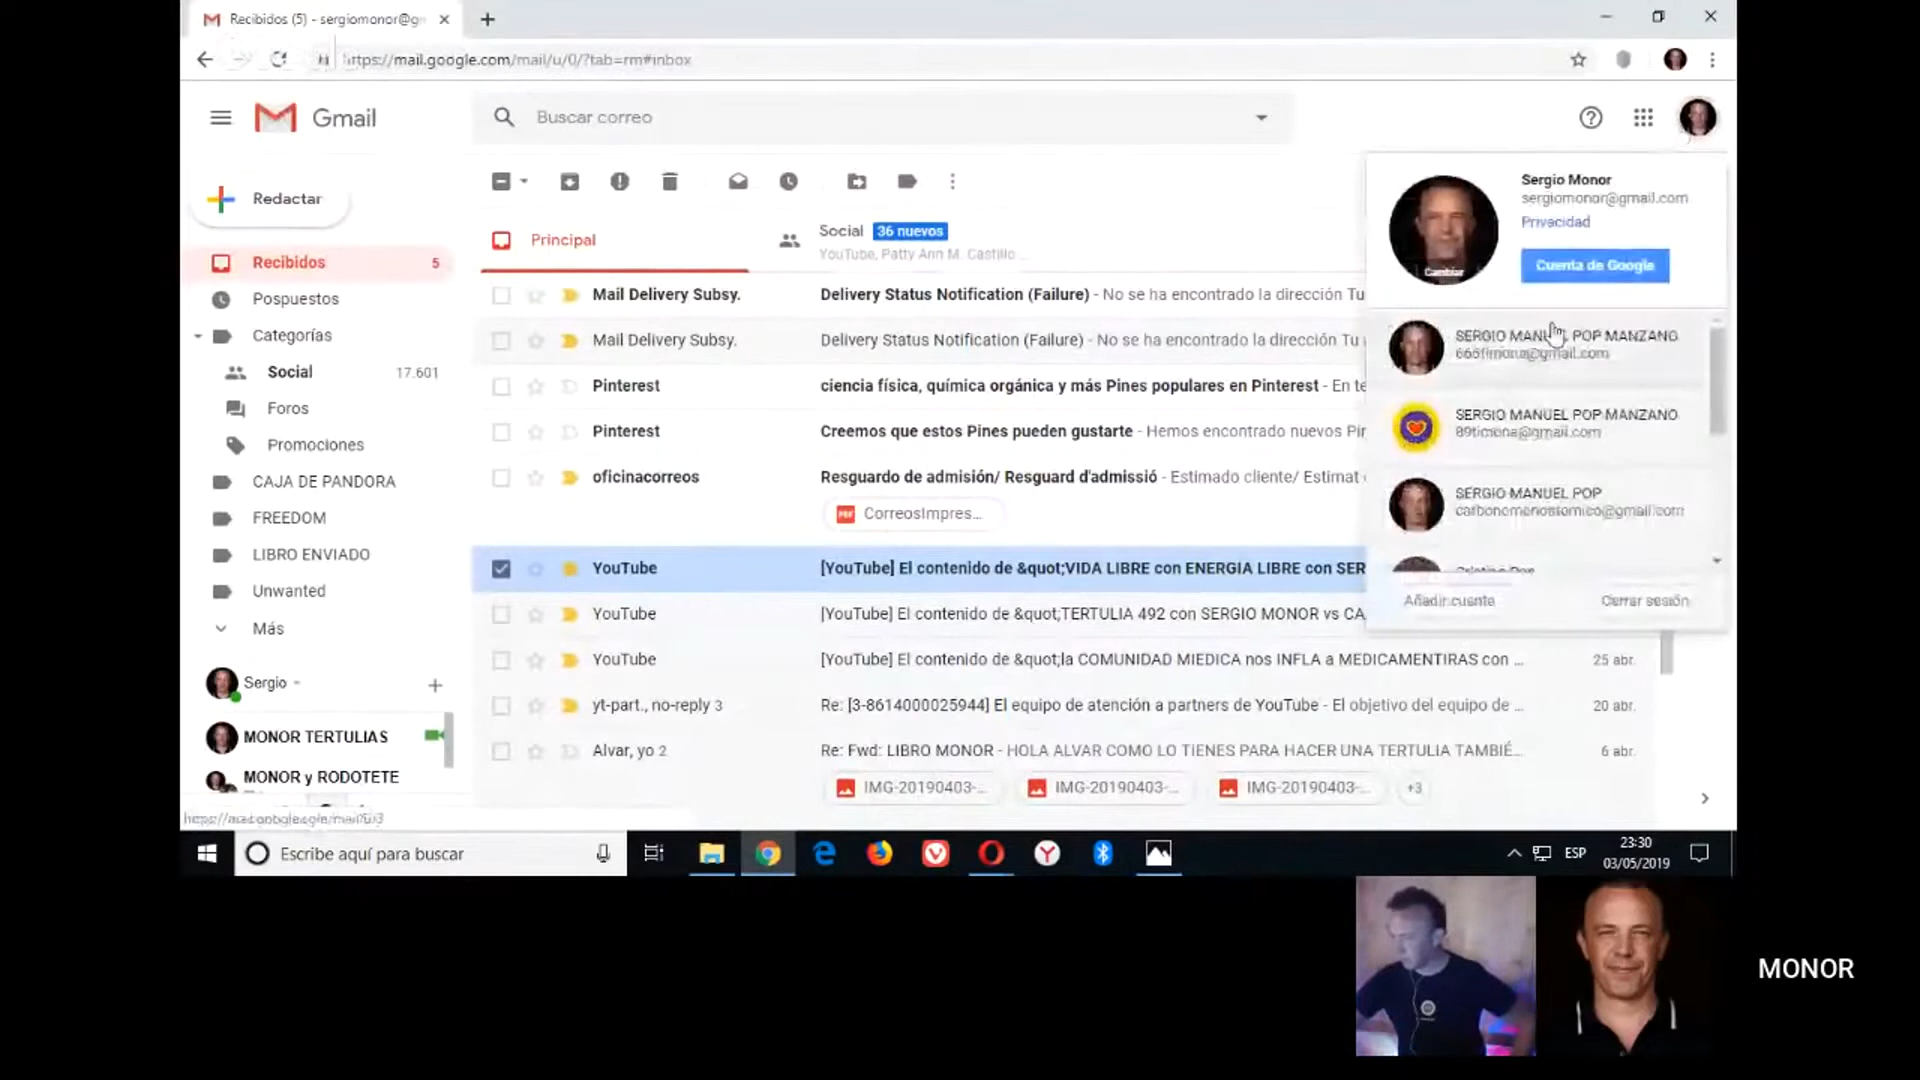 Recibidos (5) - sergiomonor@g
https://mail.google.com/mail/u/0/?tab=rm#inbox
Gmail
Buscar correo
Redactar
Recibidos 5
Pospuestos
Categorías
Social 17.601
Foros
Promociones
CAJA DE PANDORA
FREEDOM
LIBRO ENVIADO
Unwanted
Más
Sergio
MONOR TERTULIAS
MONOR y RODOTETE
Principal
Social 36 nuevos
YouTube, Patty Ann M. Castillo ...
Mail Delivery Subsy. Delivery Status Notification (Failure) - No se ha encontrado la dirección Tu
Mail Delivery Subsy. Delivery Status Notification (Failure) - No se ha encontrado la dirección Tu
Pinterest ciencia física, química orgánica y más Pines populares en Pinterest - En te
Pinterest Creemos que estos Pines pueden gustarte - Hemos encontrado nuevos Pin
oficinacorreos Resguardo de admisión/ Resguard d'admissió - Estimado cliente/ Estimat
PDF CorreosImpres...
YouTube [YouTube] El contenido de &quot;VIDA LIBRE con ENERGIA LIBRE con SER
YouTube [YouTube] El contenido de &quot;TERTULIA 492 con SERGIO MONOR vs CA
YouTube [YouTube] El contenido de &quot;la COMUNIDAD MIEDICA nos INFLA a MEDICAMENTIRAS con ... 25 abr.
yt-part., no-reply 3 Re: [3-8614000025944] El equipo de atención a partners de YouTube - El objetivo del equipo de ... 20 abr.
Alvar, yo 2 Re: Fwd: LIBRO MONOR - HOLA ALVAR COMO LO TIENES PARA HACER UNA TERTULIA TAMBIÉ... 6 abr.
IMG-20190403-... IMG-20190403-... IMG-20190403-... +3
Sergio Monor
sergiomonor@gmail.com
Privacidad
Cambiar
Cuenta de Google
SERGIO MANUEL POP MANZANO
SERGIO MANUEL POP MANZANO
89timona@gmail.com
SERGIO MANUEL POP
carbonomonoatomico@gmail.com
Añadir cuenta
Cerrar sesión
Escribe aquí para buscar
ESP
23:30
03/05/2019
MONOR